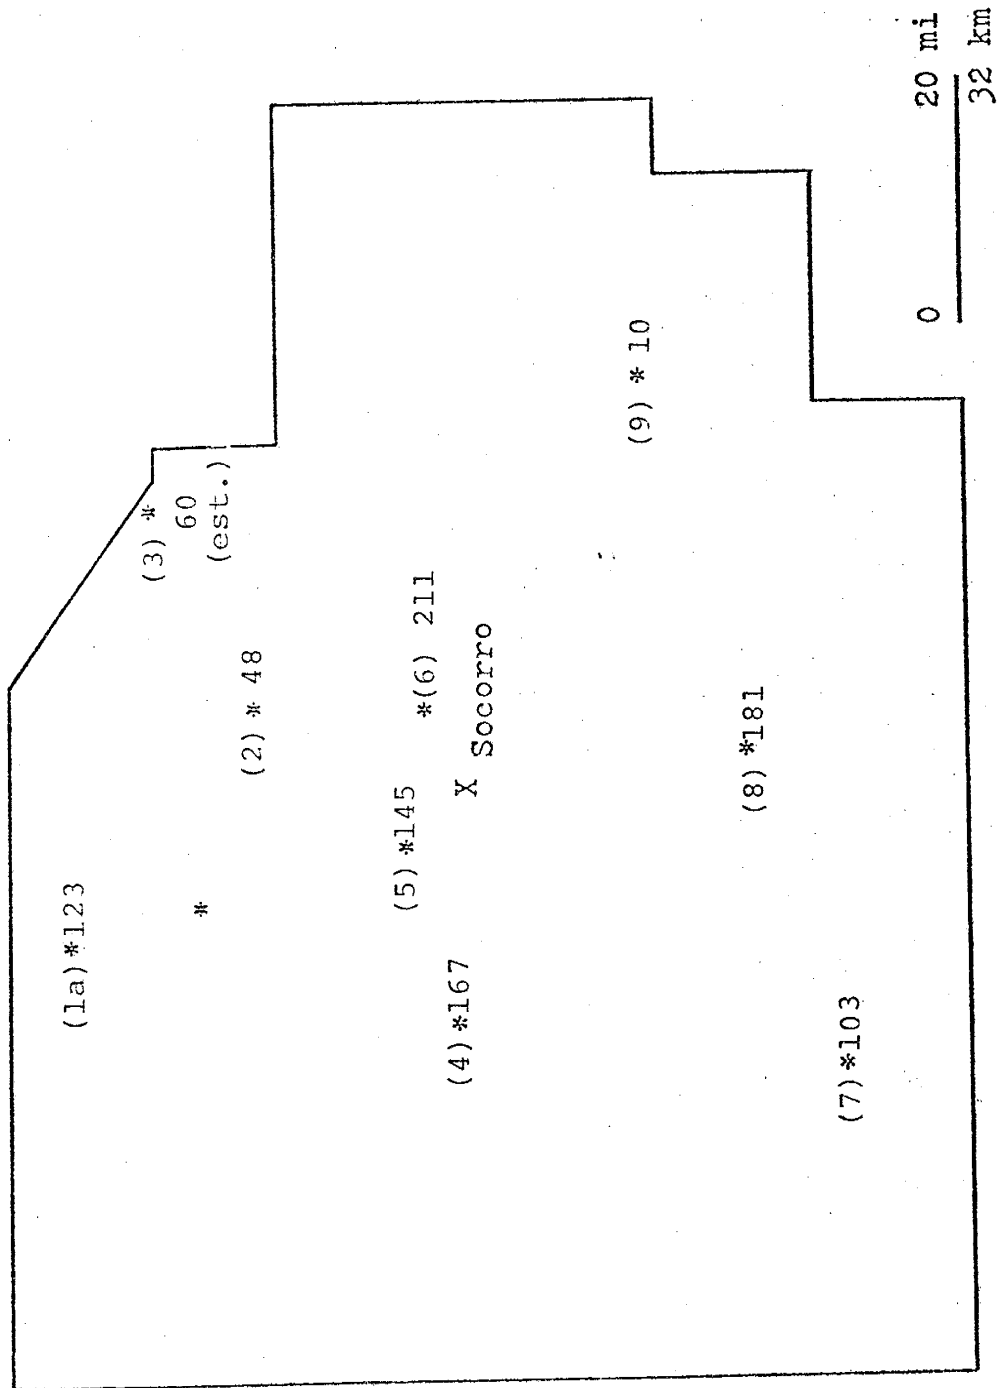 (1a)*123
*
(2)* 48
(3) *
60
(est.)
(4)*167
(5)*145
*(6) 211
X
Socorro
(7)*103
(8)*181
(9)* 10
0 20 mi
32 km